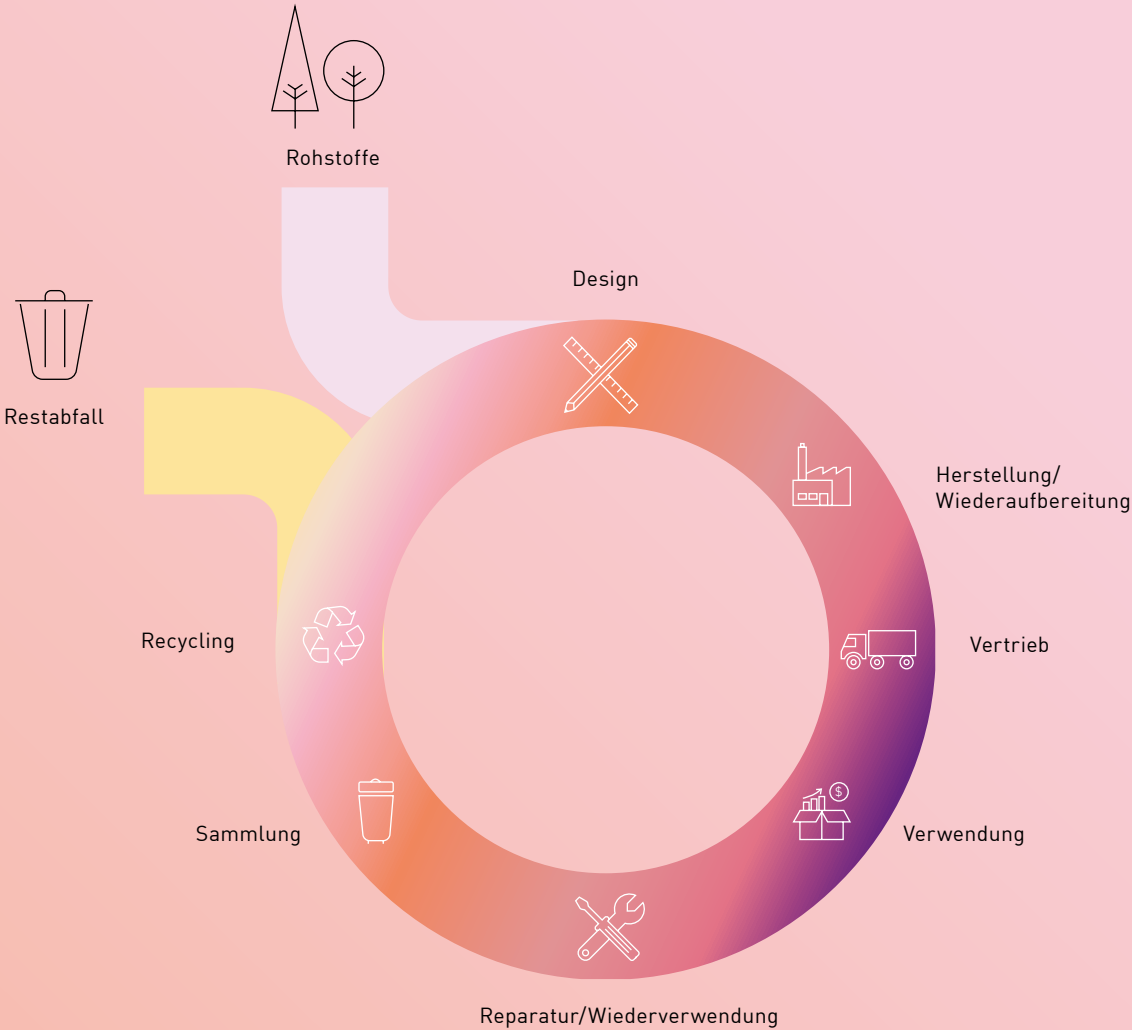 Rohstoffe
Design
Restabfall
Herstellung/
Wiederaufbereitung
Recycling
Vertrieb
$
Sammlung
Verwendung
Reparatur/Wiederverwendung